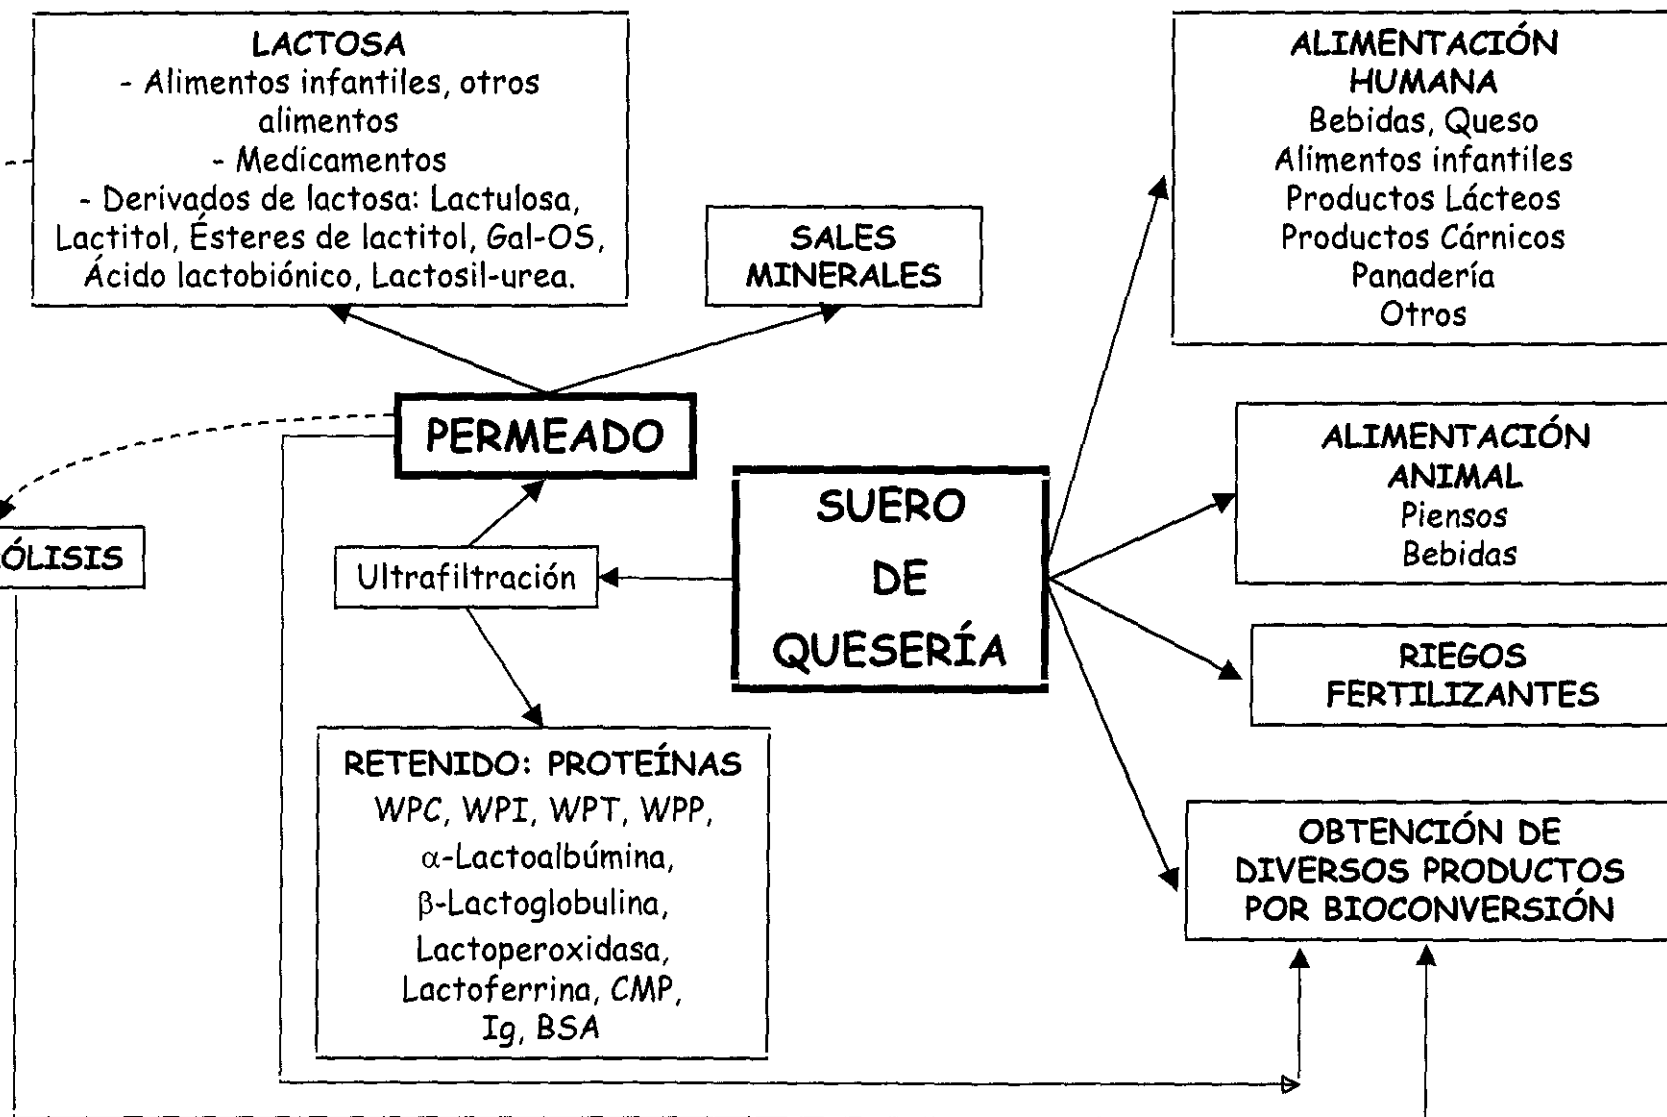 LACTOSA
- Alimentos infantiles, otros
alimentos
- Medicamentos
- Derivados de lactosa: Lactulosa,
Lactitol, Ésteres de lactitol, Gal-OS,
Ácido lactobiónico, Lactosil-urea.
SALES
MINERALES
ALIMENTACIÓN
HUMANA
Bebidas, Queso
Alimentos infantiles
Productos Lácteos
Productos Cárnicos
Panadería
Otros
PERMEADO
ALIMENTACIÓN
ANIMAL
Piensos
Bebidas
SUERO
DE
QUESERÍA
ÓLISIS
Ultrafiltración
RIEGOS
FERTILIZANTES
RETENIDO: PROTEÍNAS
WPC, WPI, WPT, WPP,
α-Lactoalbúmina,
β-Lactoglobulina,
Lactoperoxidasa,
Lactoferrina, CMP,
Ig, BSA
OBTENCIÓN DE
DIVERSOS PRODUCTOS
POR BIOCONVERSIÓN